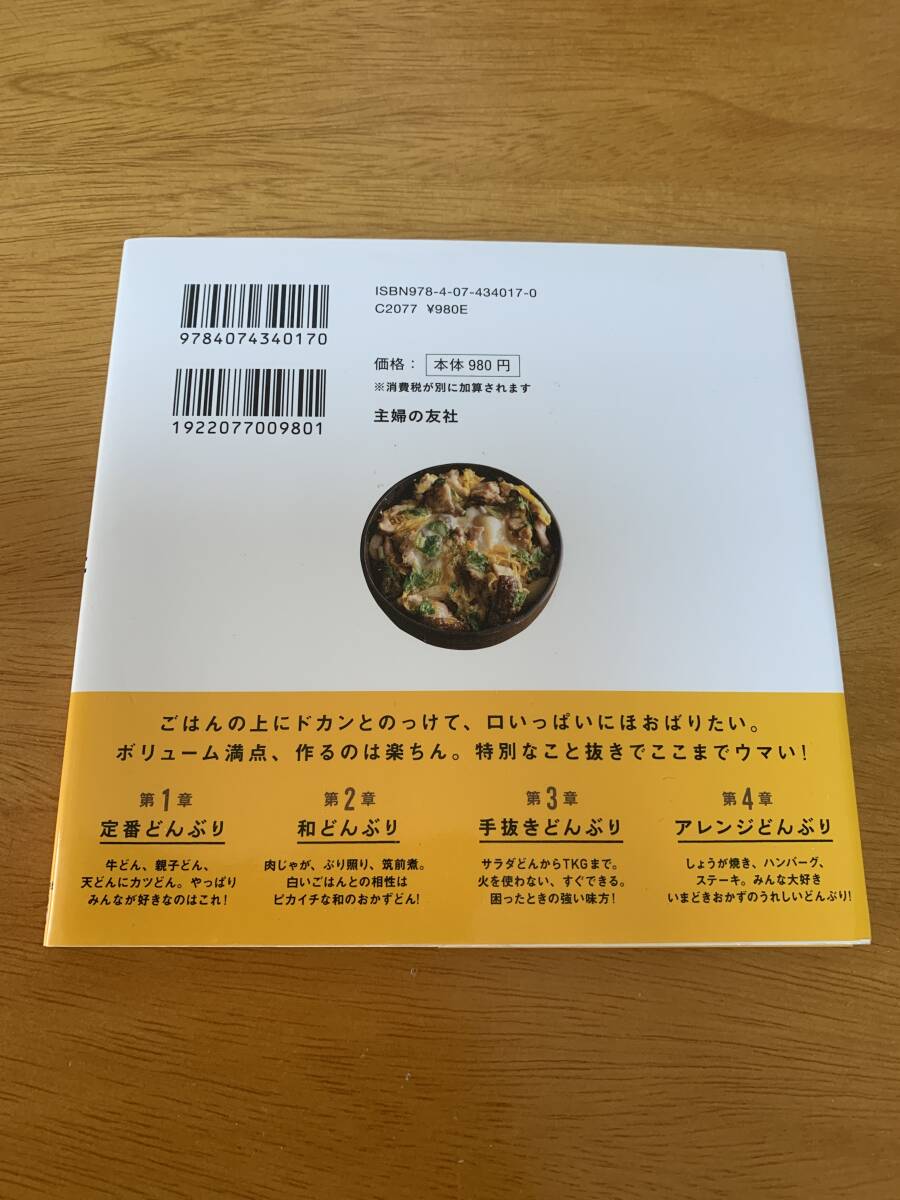 ISBN978-4-07-434017-0
C2077 ¥980E
9784074340170
価格： 本体 980 円
※消費税が別に加算されます
1922077009801
主婦の友社
ごはんの上にドカンとのっけて、口いっぱいにほおばりたい。
ボリューム満点、作るのは楽ちん。特別なこと抜きでここまでウマい！
第1章
定番どんぶり
牛どん、親子どん、
天どんにカツどん。やっぱり
みんなが好きなのはこれ！
第2章
和どんぶり
肉じゃが、ぶり照り、筑前煮。
白いごはんとの相性は
ピカイチな和のおかずどん！
第3章
手抜きどんぶり
サラダどんからTKGまで。
火を使わない、すぐできる。
困ったときの強い味方！
第4章
アレンジどんぶり
しょうが焼き、ハンバーグ、
ステーキ。みんな大好き
いまどきおかずのうれしいどんぶり！